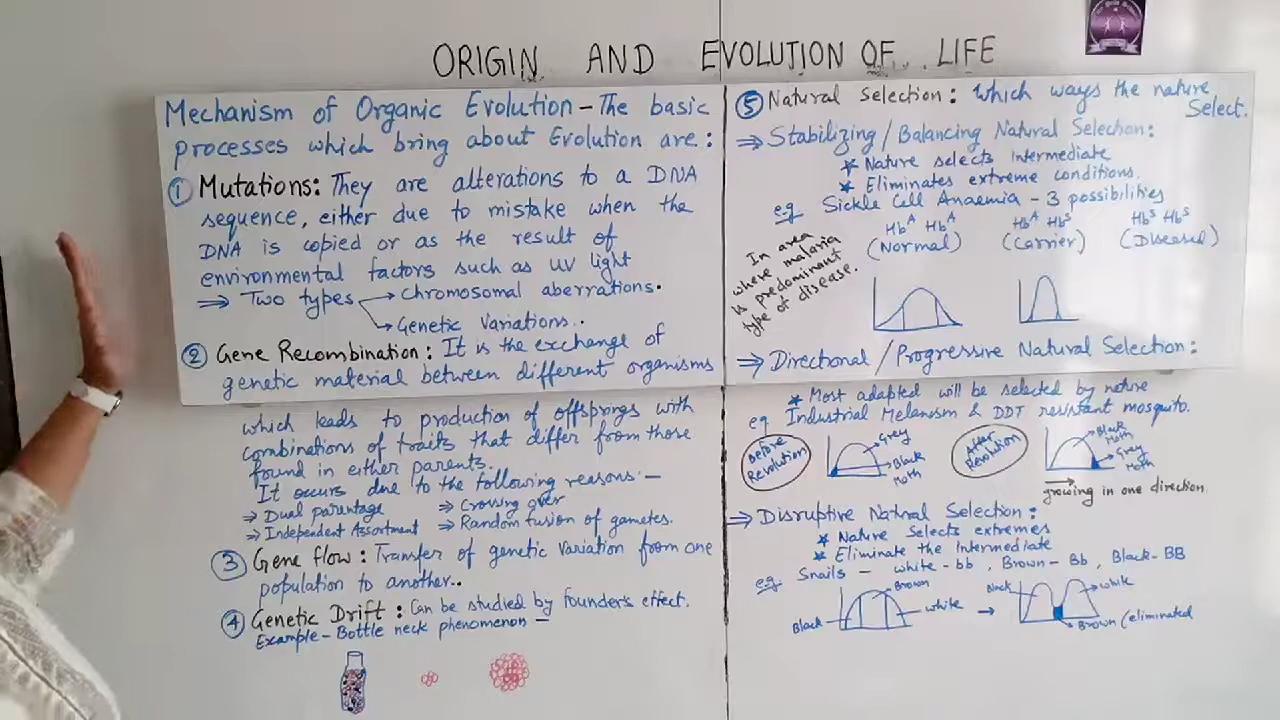 ORIGIN AND EVOLUTION OF LIFE
Mechanism of Organic Evolution - The basic
processes which bring about Evolution are :
① Mutations: They are alterations to a DNA
sequence, either due to mistake when the
DNA is copied or as the result of
environmental factors such as UV light
⇒ Two types → Chromosomal aberrations.
→ Genetic Variations..
② Gene Recombination: It is the exchange of
genetic material between different organisms
which leads to production of offsprings with
combinations of traits that differ from those
found in either parents.
It occurs due to the following reasons:-
⇒ Dual parentage ⇒ Crossing over
⇒ Independent Assortment ⇒ Random fusion of gametes.
③ Gene flow : Transfer of genetic variation from one
population to another..
④ Genetic Drift : Can be studied by founder's effect.
Example - Bottle neck phenomenon -
⑤ Natural Selection : Which ways the nature
Select.
⇒ Stabilizing / Balancing Natural Selection:
* Nature selects Intermediate
* Eliminates extreme conditions.
eg Sickle Cell Anaemia - 3 possibilities
Hb^A Hb^A Hb^A Hb^S Hb^S Hb^S
(Normal) (Carrier) (Diseased)
In area
where malaria
is predominant
type of disease.
⇒ Directional / Progressive Natural Selection:
* Most adapted will be selected by nature
eg Industrial Melanism & DDT resistant mosquito.
Before
Revolution
Grey
Black
Moth
After
Revolution
Black
Moth
Grey
Moth
growing in one direction
⇒ Disruptive Natural Selection:
* Nature Selects extremes
* Eliminate the Intermediate
eg. Snails - white - bb , Brown - Bb , Black - BB
Brown
Black
white
→
Black
white
Brown (eliminated